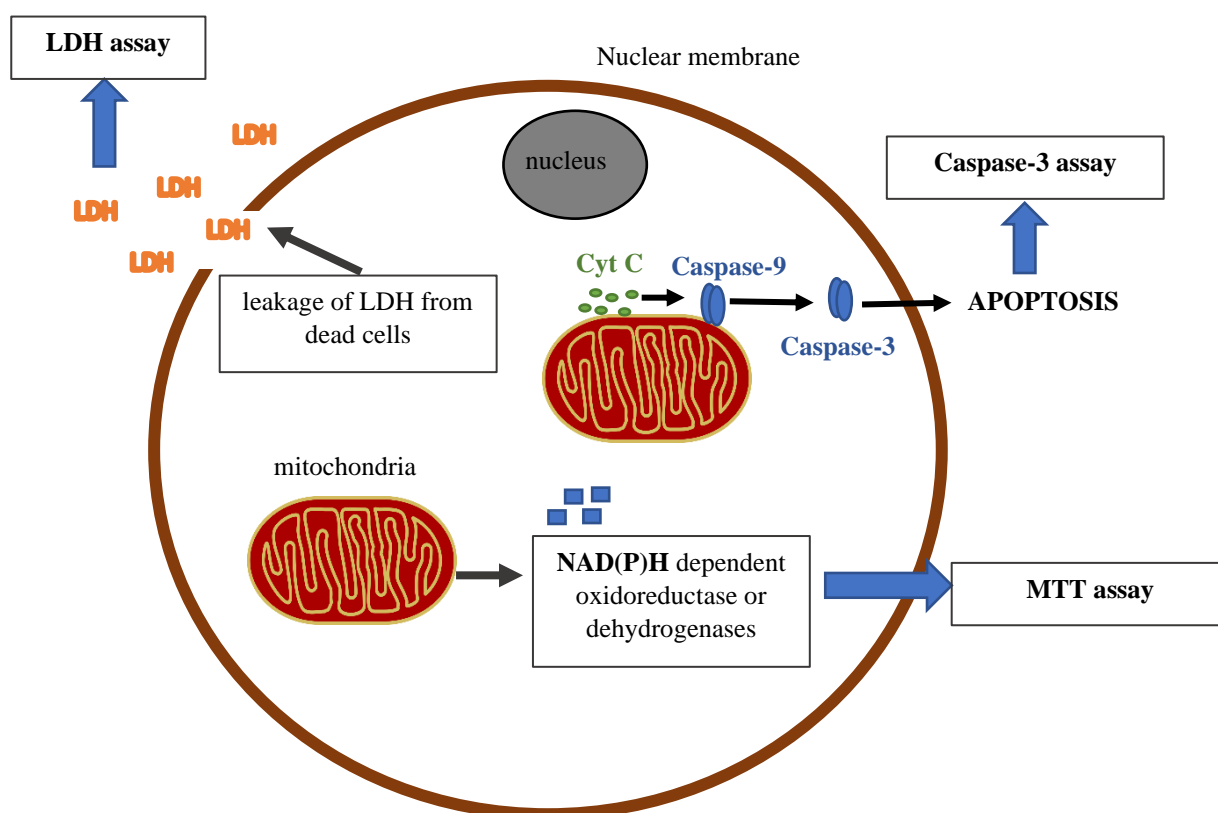 LDH assay
Nuclear membrane
LDH
nucleus
Caspase-3 assay
LDH
LDH
LDH
LDH
leakage of LDH from
dead cells
Cyt C
Caspase-9
APOPTOSIS
Caspase-3
mitochondria
NAD(P)H dependent
oxidoreductase or
dehydrogenases
MTT assay